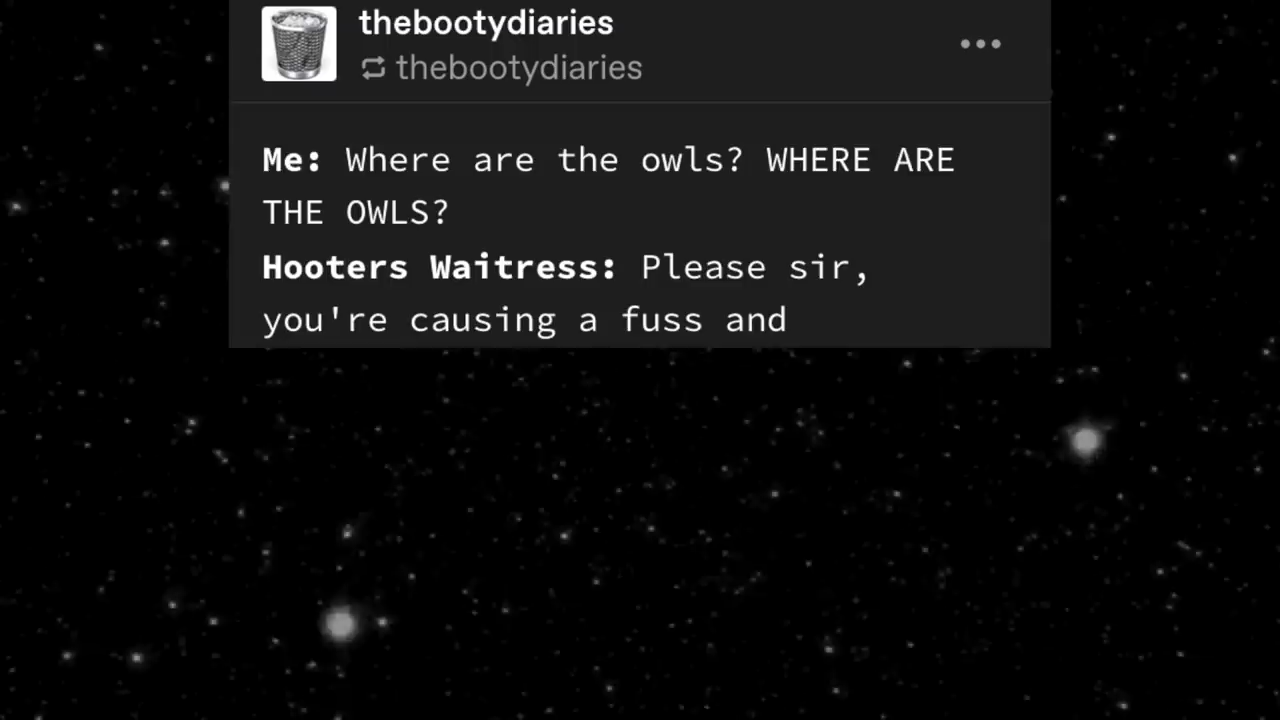 thebootydiaries
thebootydiaries
Me: Where are the owls? WHERE ARE
THE OWLS?
Hooters Waitress: Please sir,
you're causing a fuss and